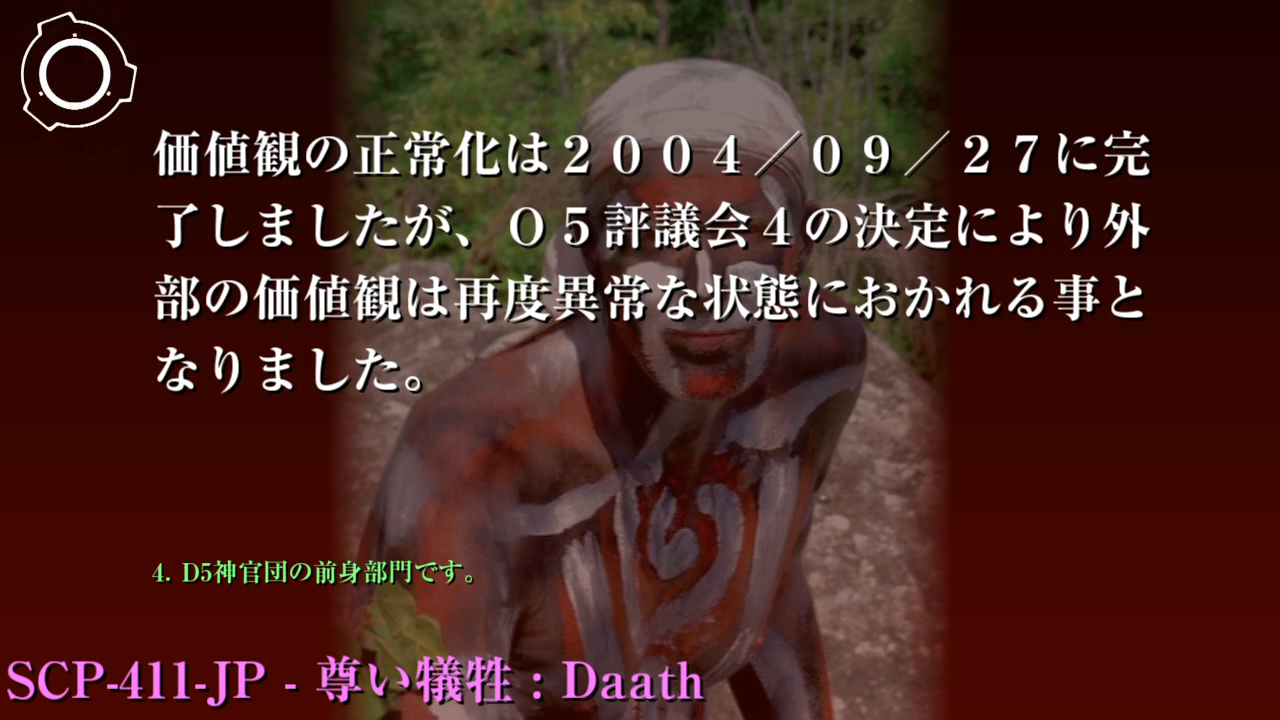 価値観の正常化は２００４／０９／２７に完
了しましたが、Ｏ５評議会４の決定により外
部の価値観は再度異常な状態におかれる事と
なりました。
4. D5神官団の前身部門です。
SCP-411-JP - 尊い犠牲：Daath